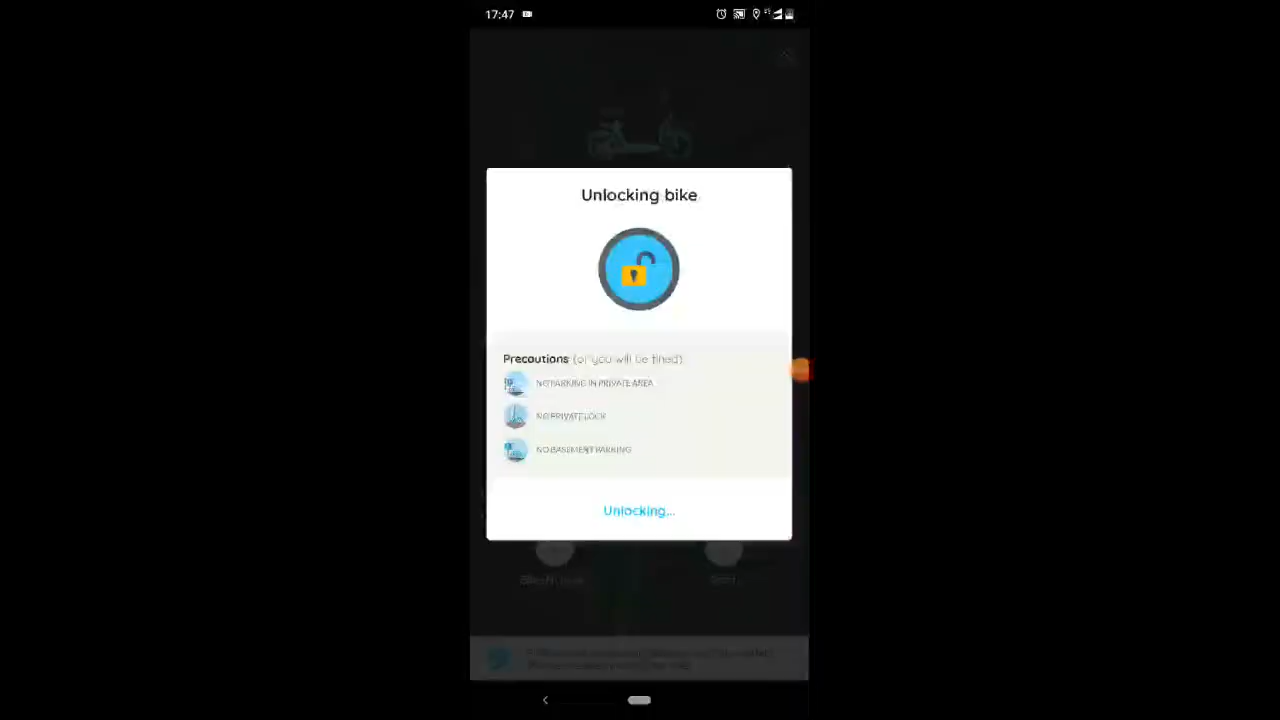 17:47
Unlocking bike
Precautions (or you will be fined)
NO PARKING IN PRIVATE AREA
NO PRIVATE LOCK
NO BASEMENT PARKING
Unlocking...